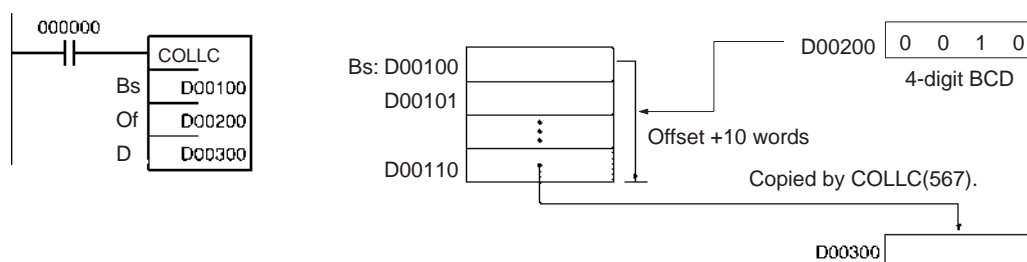 000000
COLLC
Bs D00100
Of D00200
D D00300
Bs: D00100
D00101
D00110
Offset +10 words
D00200 0 0 1 0
4-digit BCD
Copied by COLLC(567).
D00300